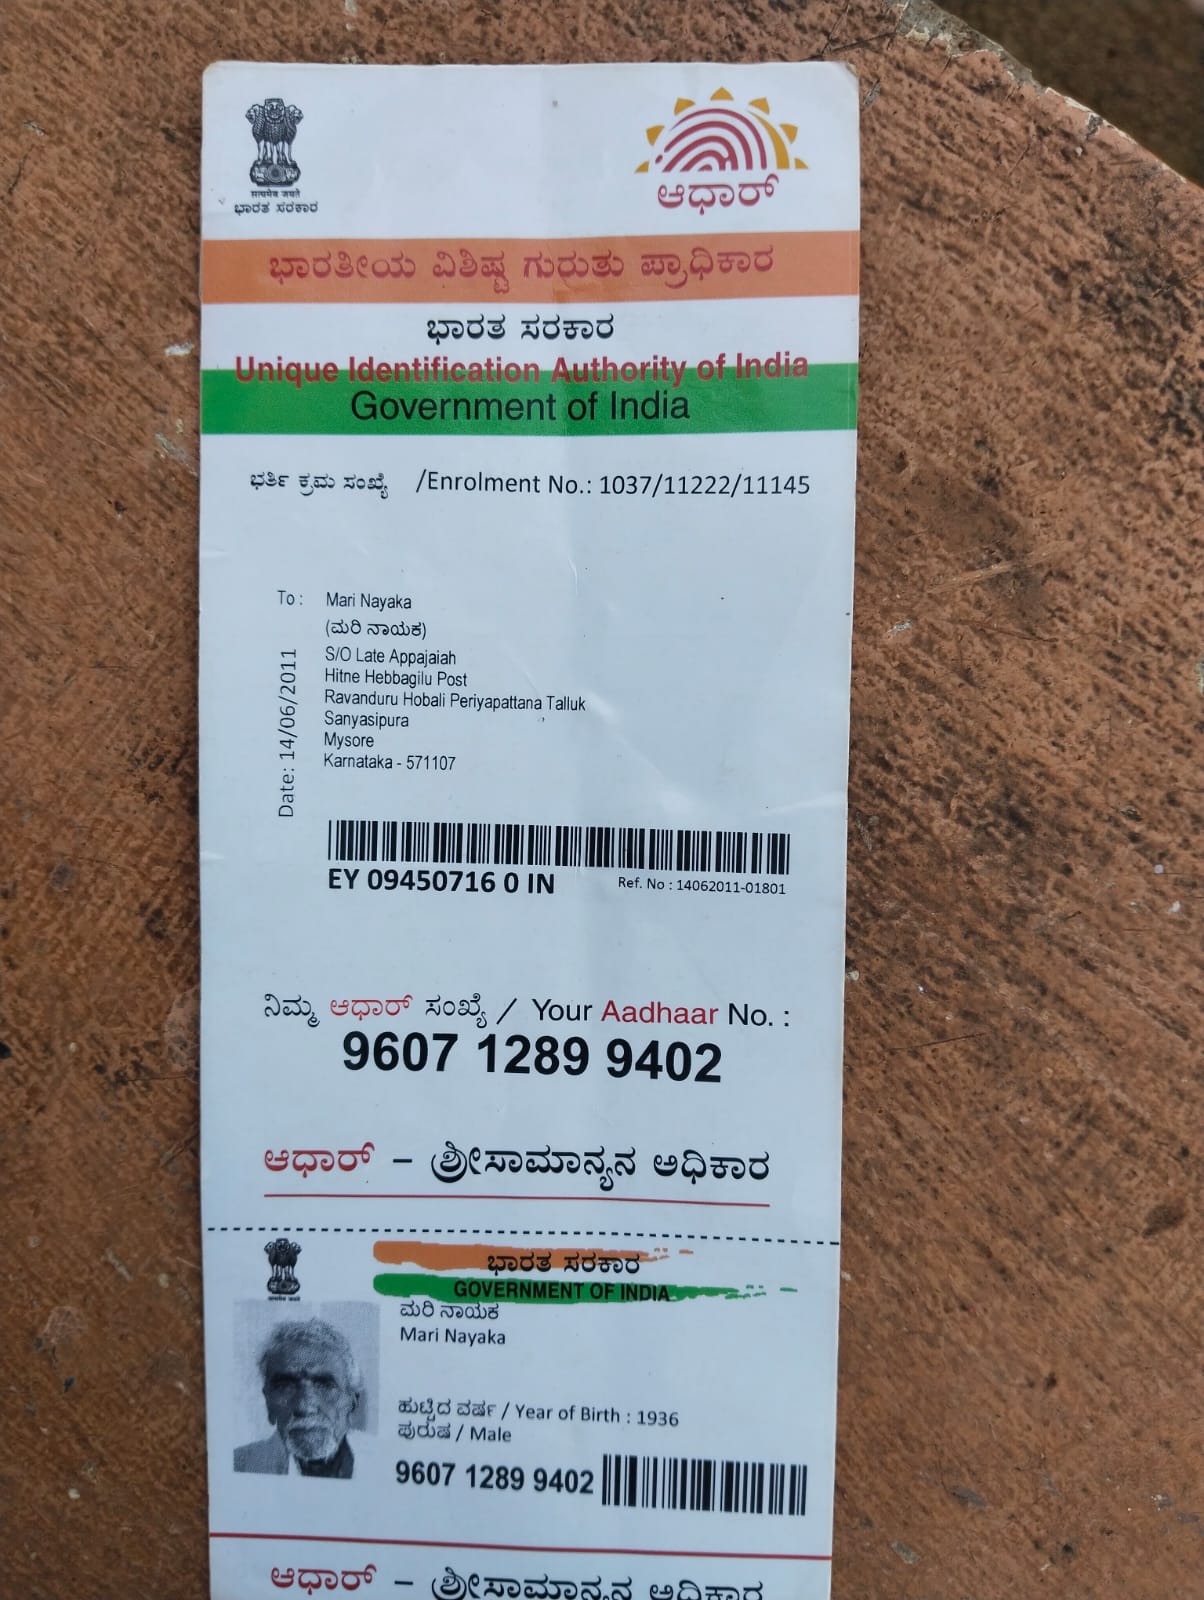 सत्यमेव जयते
ಭಾರತ ಸರಕಾರ
ಆಧಾರ್
ಭಾರತೀಯ ವಿಶಿಷ್ಟ ಗುರುತು ಪ್ರಾಧಿಕಾರ
ಭಾರತ ಸರಕಾರ
Unique Identification Authority of India
Government of India
ಭರ್ತಿ ಕ್ರಮ ಸಂಖ್ಯೆ /Enrolment No.: 1037/11222/11145
To : Mari Nayaka
(ಮರಿ ನಾಯಕ)
S/O Late Appajaiah
Hitne Hebbagilu Post
Ravanduru Hobali Periyapattana Talluk
Sanyasipura
Mysore
Karnataka - 571107
Date: 14/06/2011
EY 09450716 0 IN
Ref. No : 14062011-01801
ನಿಮ್ಮ ಆಧಾರ್ ಸಂಖ್ಯೆ / Your Aadhaar No. :
9607 1289 9402
ಆಧಾರ್ – ಶ್ರೀಸಾಮಾನ್ಯನ ಅಧಿಕಾರ
ಭಾರತ ಸರಕಾರ
GOVERNMENT OF INDIA
ಮರಿ ನಾಯಕ
Mari Nayaka
ಹುಟ್ಟಿದ ವರ್ಷ / Year of Birth : 1936
ಪುರುಷ / Male
9607 1289 9402
ಆಧಾರ್ – ಶ್ರೀಸಾಮಾನ್ಯನ ಅಧಿಕಾರ